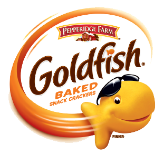 PEPPERIDGE FARM
Goldfish
BAKED
SNACK CRACKERS